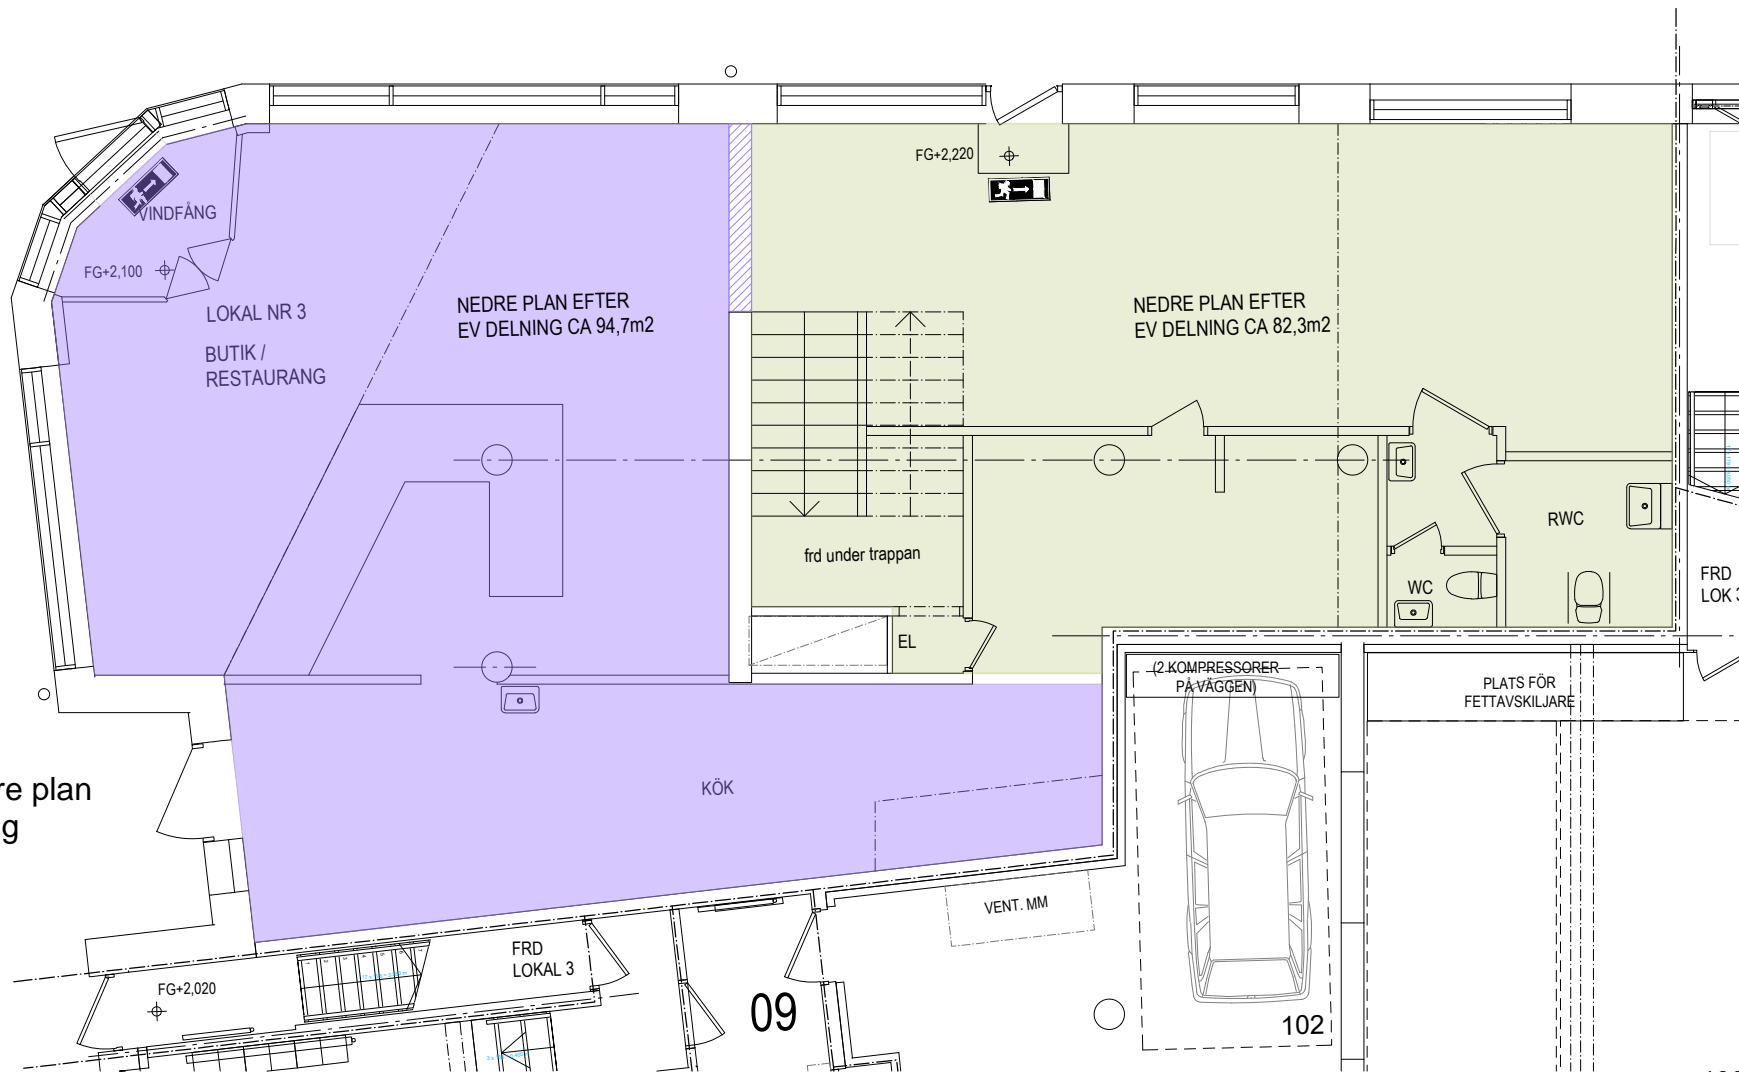 FG+2,220
VINDFÅNG
FG+2,100
LOKAL NR 3
BUTIK /
RESTAURANG
NEDRE PLAN EFTER
EV DELNING CA 94,7m2
NEDRE PLAN EFTER
EV DELNING CA 82,3m2
frd under trappan
EL
RWC
WC
FRD
LOK 3
(2 KOMPRESSORER
PÅ VÄGGEN)
PLATS FÖR
FETTAVSKILJARE
re plan
g
KÖK
VENT. MM
FRD
LOKAL 3
FG+2,020
09
102